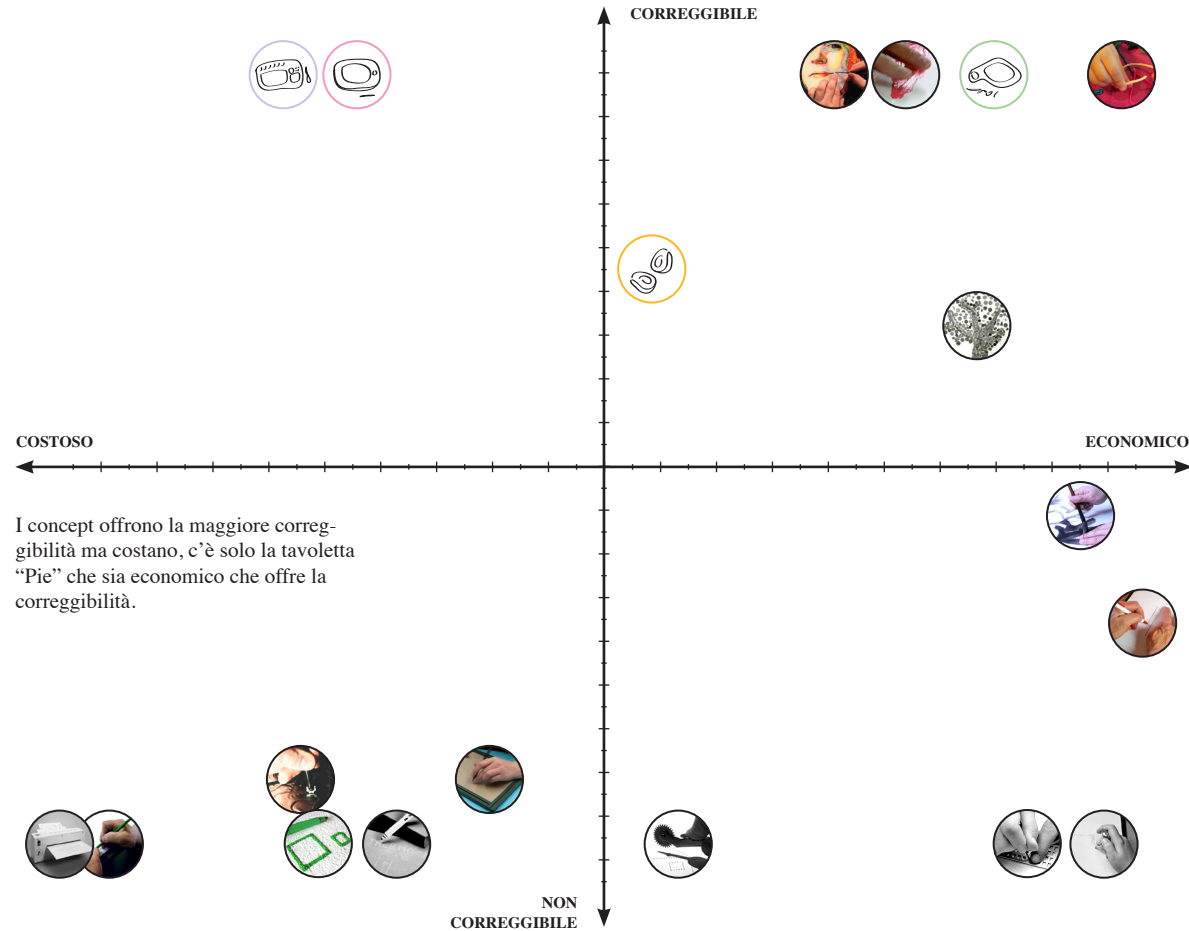 CORREGGIBILE
COSTOSO
ECONOMICO
I concept offrono la maggiore correg-
gibilità ma costano, c’è solo la tavoletta
“Pie” che sia economico che offre la
correggibilità.
NON
CORREGGIBILE